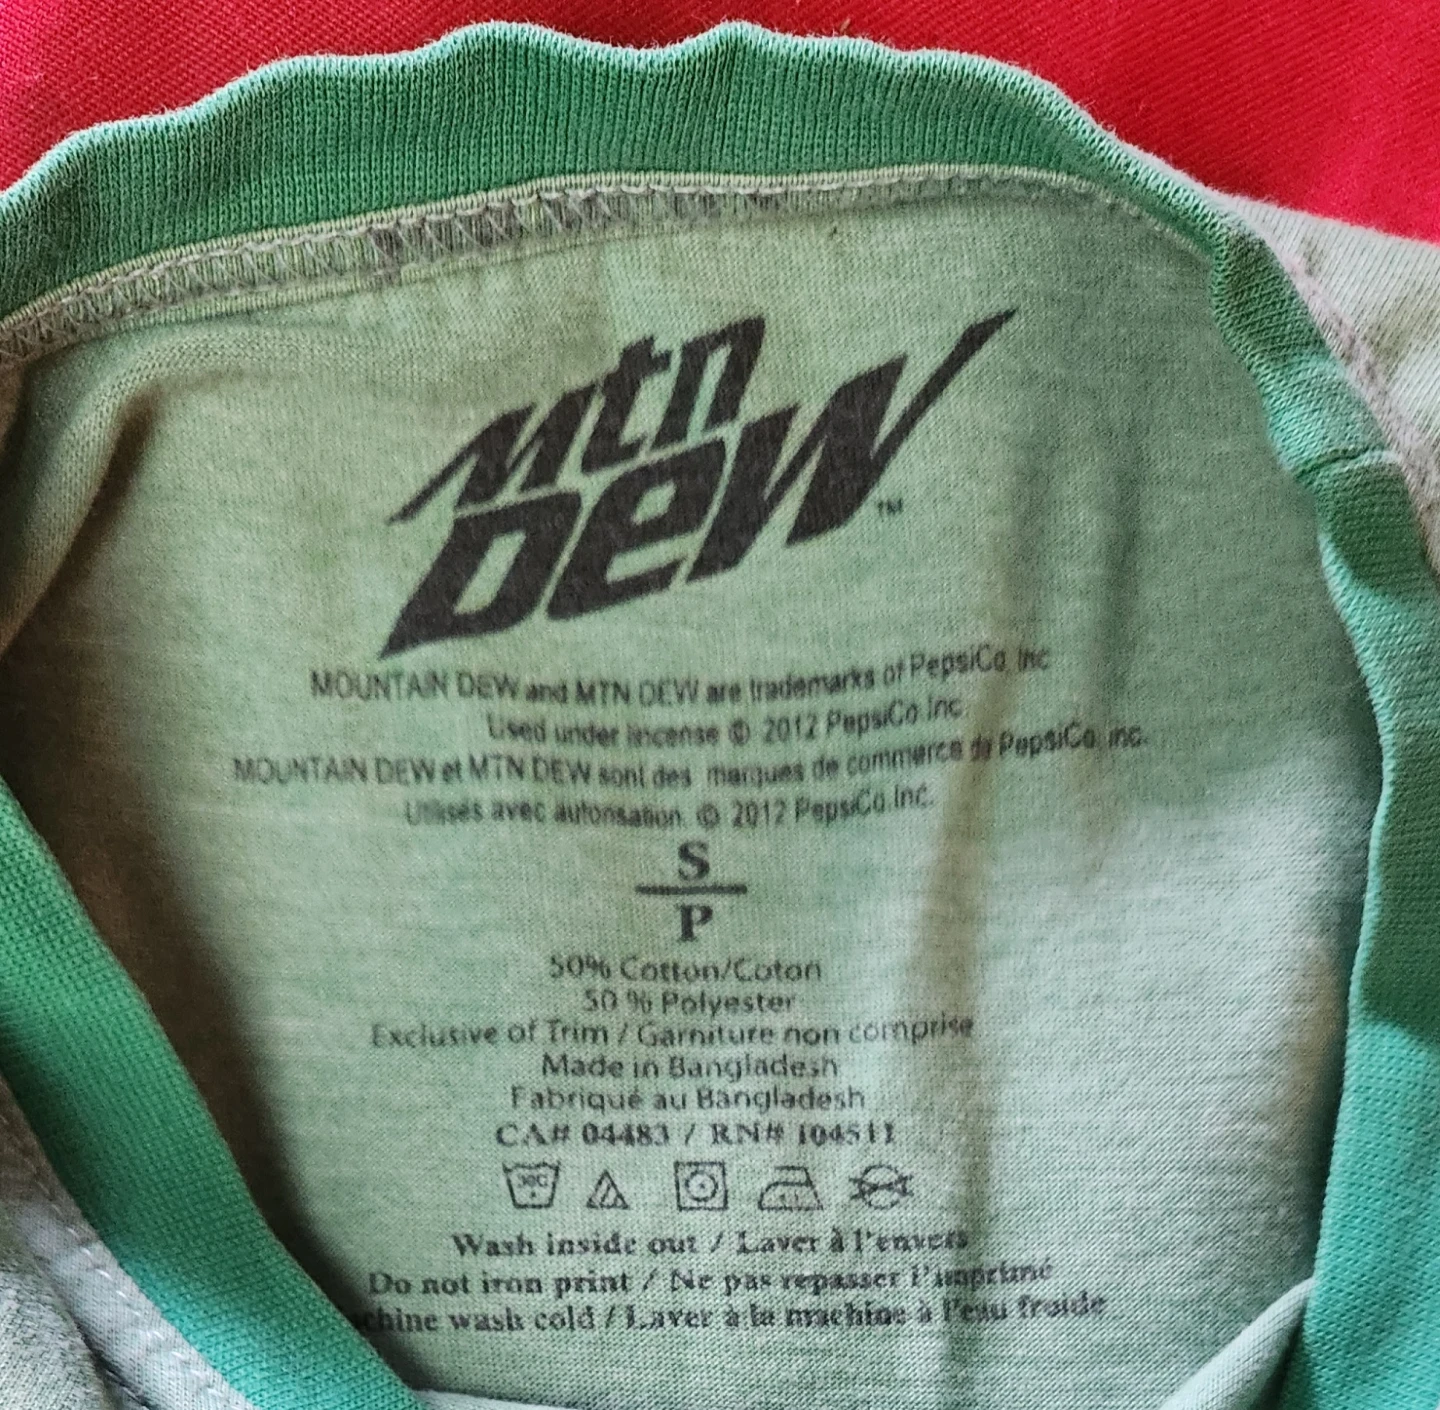 mtn
DEW™
MOUNTAIN DEW and MTN DEW are trademarks of PepsiCo, Inc
Used under lincense © 2012 PepsiCo Inc.
MOUNTAIN DEW et MTN DEW sont des marques de commerce de PepsiCo, Inc.
Utilisés avec autorisation. © 2012 PepsiCo Inc.
S
P
50% Cotton/Coton
50 % Polyester
Exclusive of Trim / Garniture non comprise
Made in Bangladesh
Fabriqué au Bangladesh
CA# 04483 / RN# 104511
30C
Wash inside out / Laver à l'envers
Do not iron print / Ne pas repasser l'imprimé
chine wash cold / Laver à la machine à l'eau froide